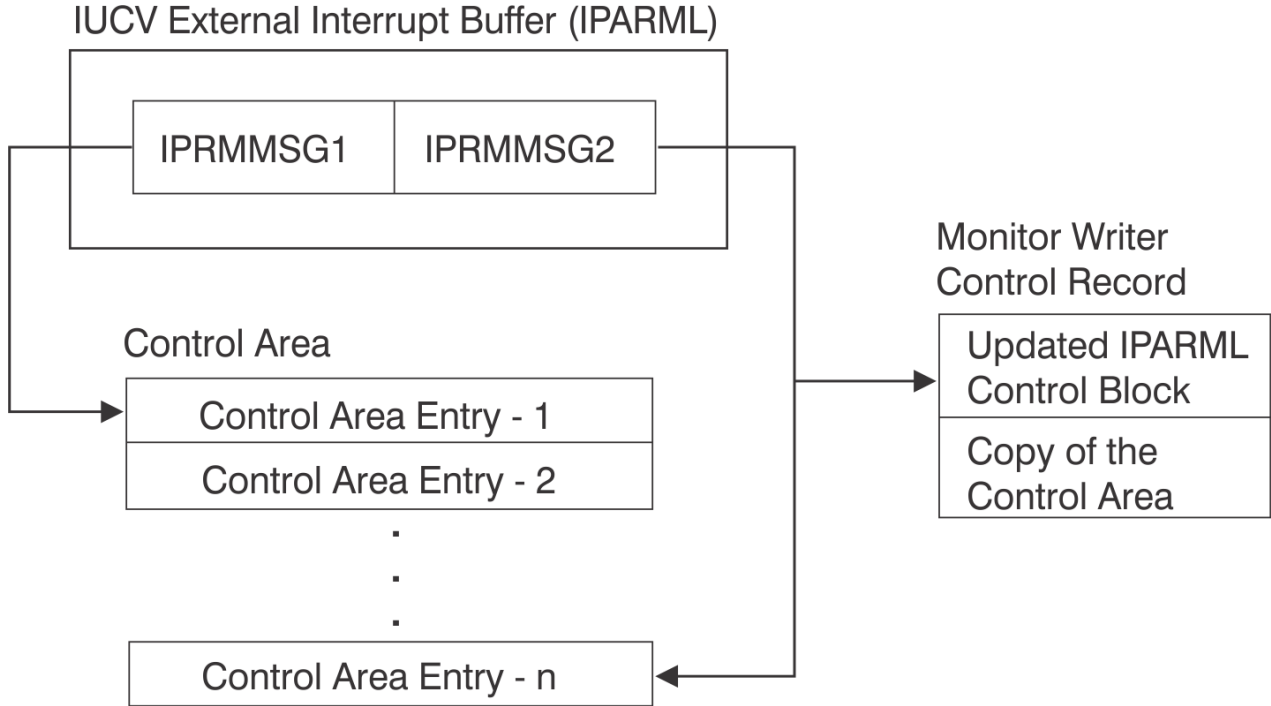 IUCV External Interrupt Buffer (IPARML)
IPRMMSG1
IPRMMSG2
Monitor Writer
Control Record
Updated IPARML
Control Block
Copy of the
Control Area
Control Area
Control Area Entry - 1
Control Area Entry - 2
.
.
.
Control Area Entry - n